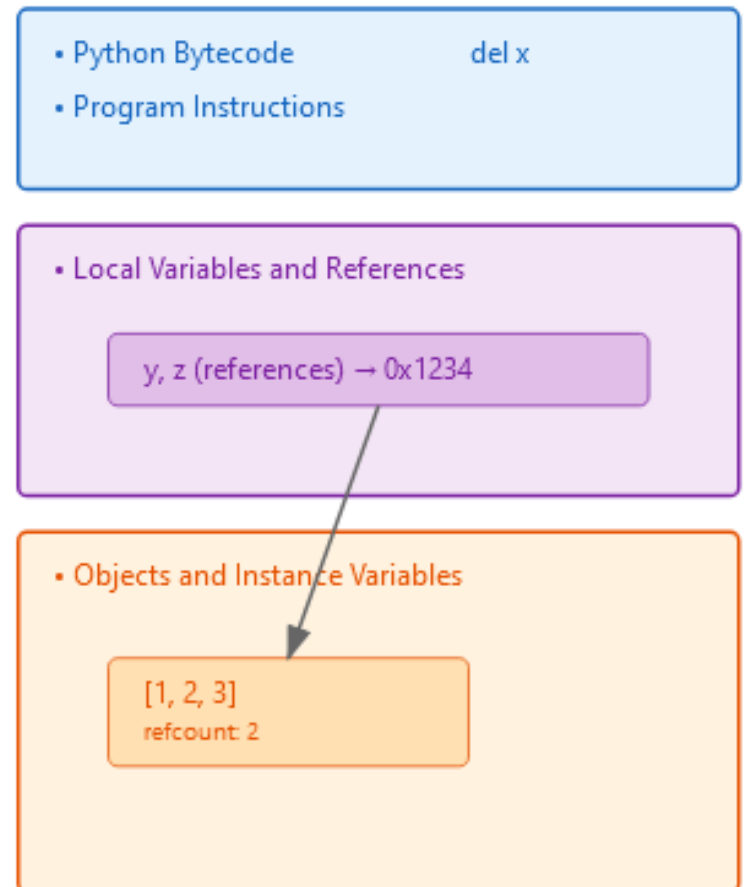 • Python Bytecode del x
• Program Instructions
• Local Variables and References
y, z (references) → 0x1234
• Objects and Instance Variables
[1, 2, 3]
refcount: 2